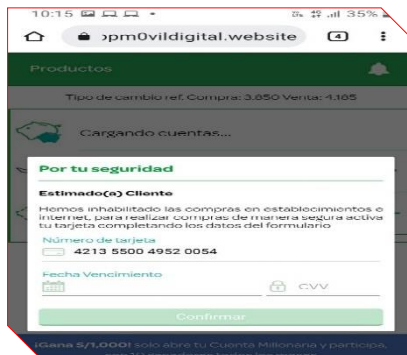 10:15
35%
opm0vildigital.website
4
Productos
Tipo de cambio ref. Compra: 3.850 Venta: 4.185
Cargando cuentas...
Por tu seguridad
Estimado(a) Cliente
Hemos inhabilitado las compras en establecimientos e
internet, para realizar compras de manera segura activa
tu tarjeta completando los datos del formulario
Número de tarjeta
4213 5500 4952 0054
Fecha Vencimiento
CVV
Confirmar
¡Gana S/1,000! solo abre tu Cuenta Millonaria y participa,